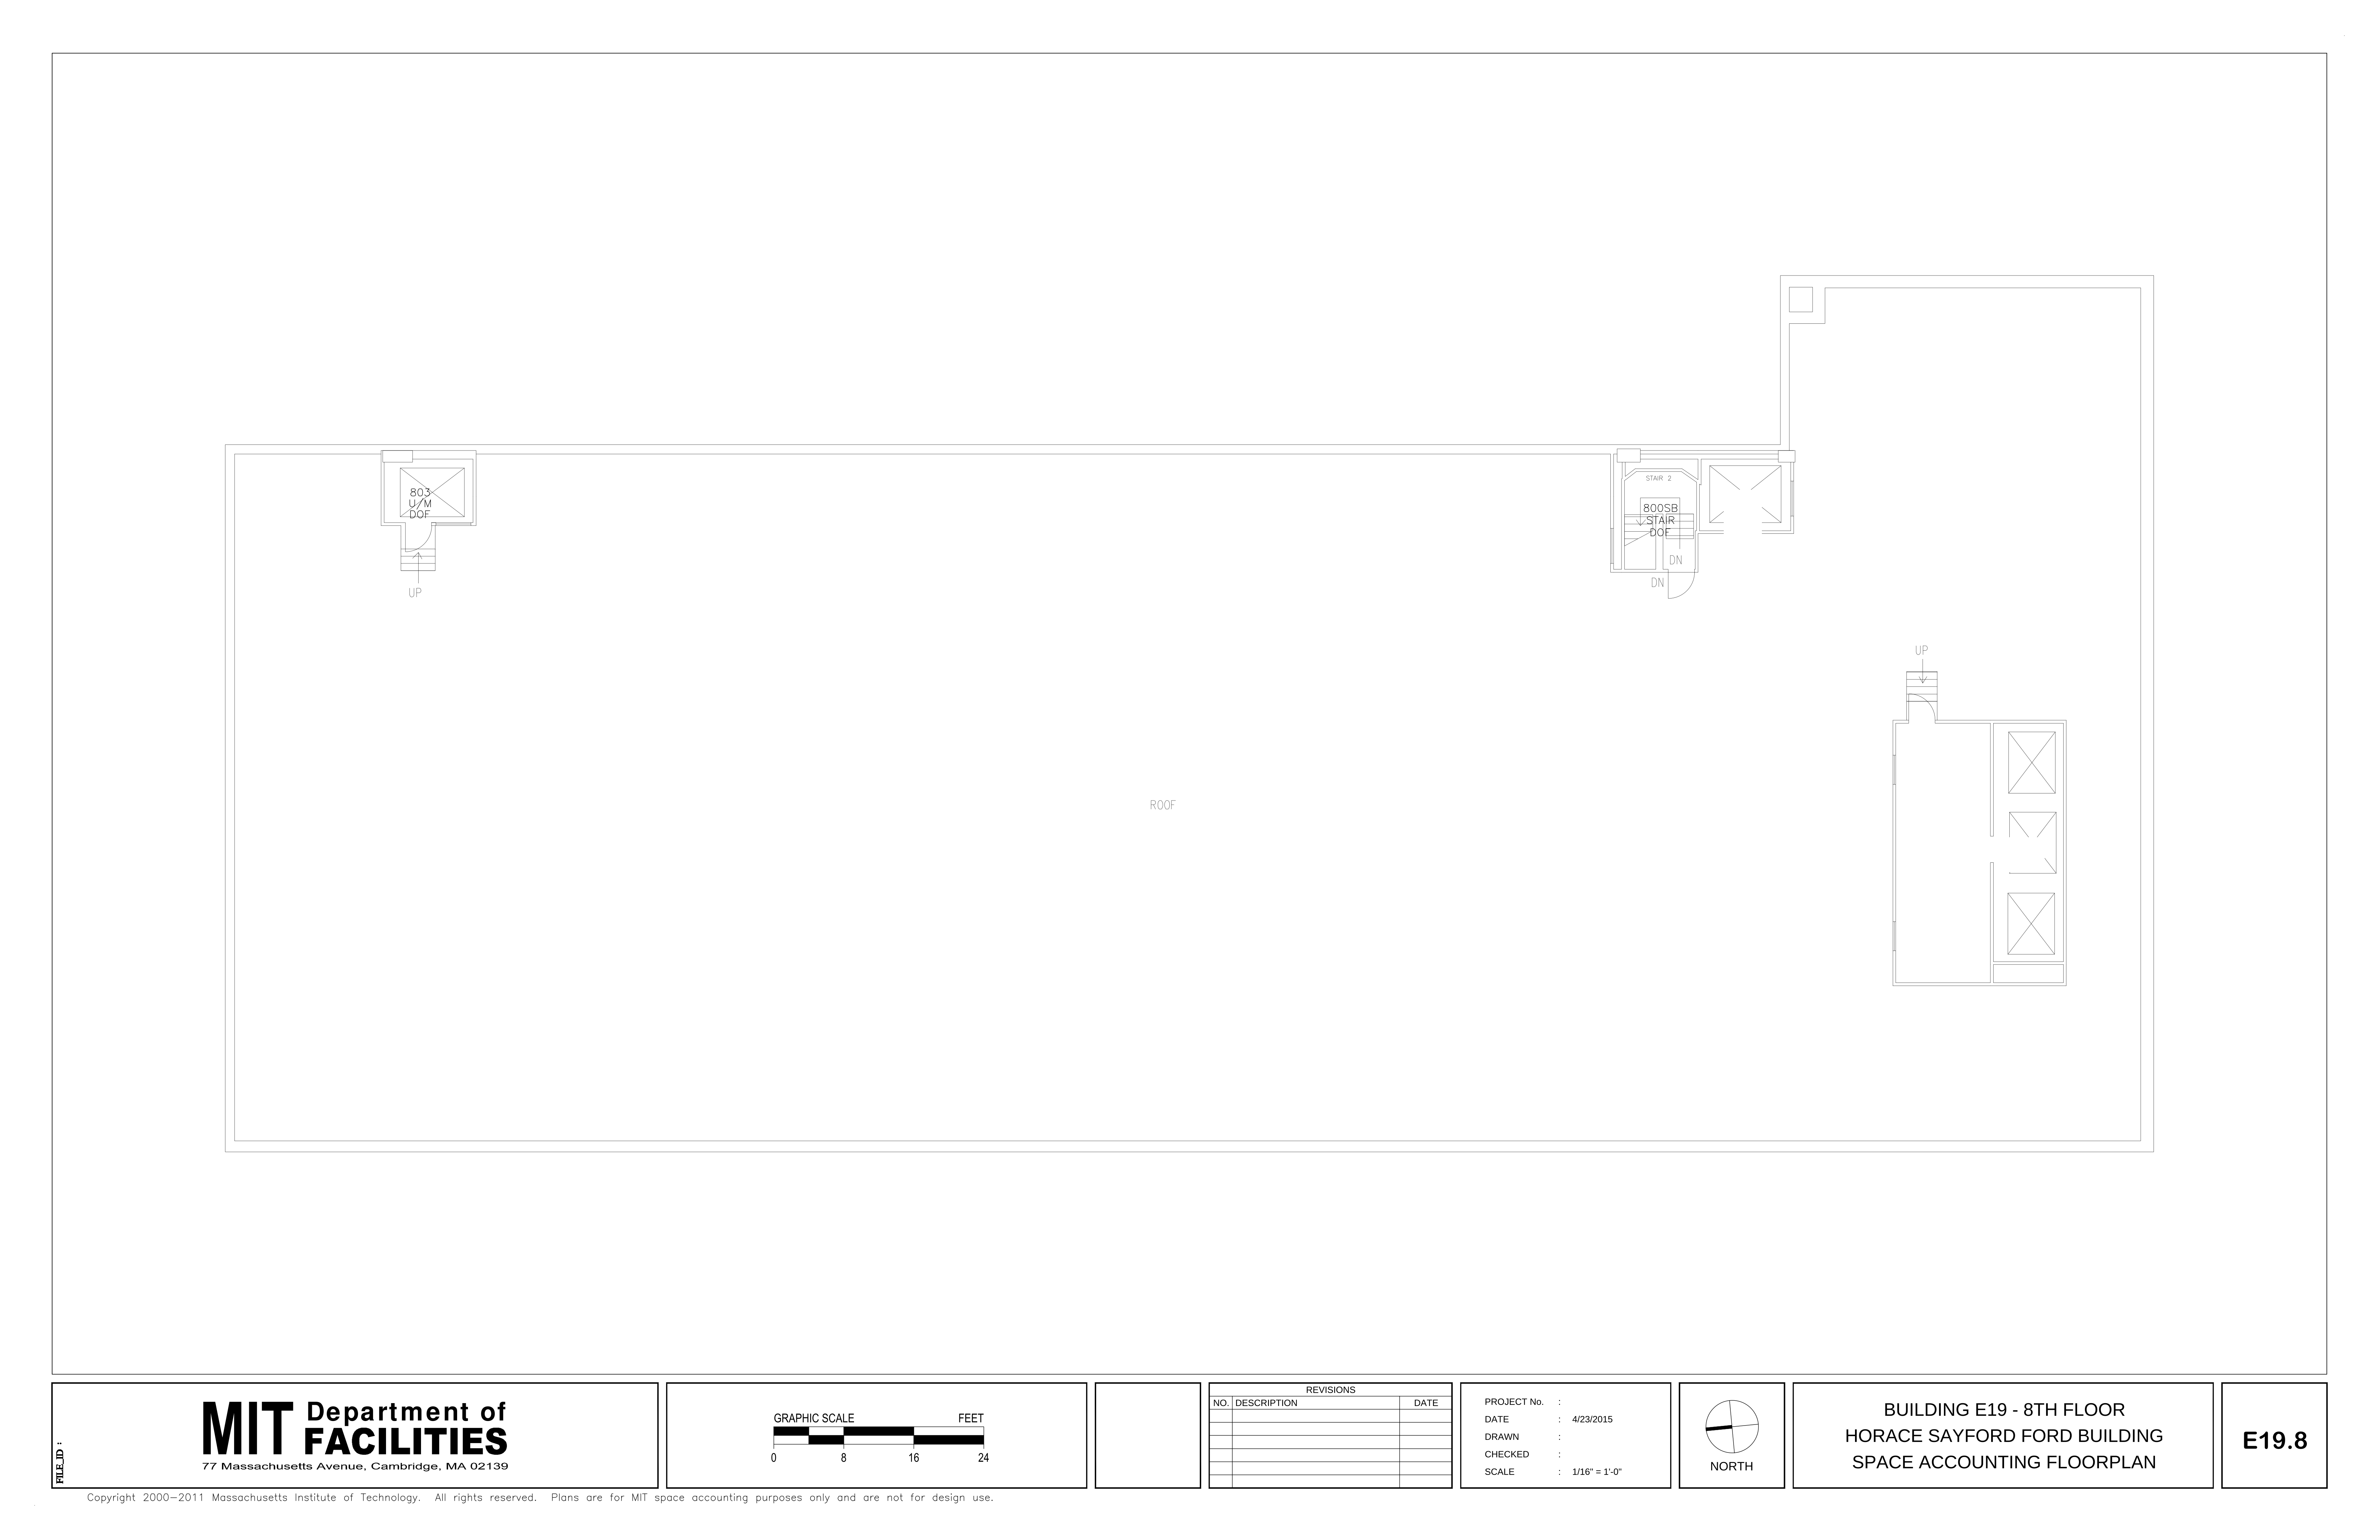 803
U/M
DOF
UP
STAIR 2
800SB
STAIR
DOF
DN
DN
UP
ROOF
FILE_ID :
MIT Department of
FACILITIES
77 Massachusetts Avenue, Cambridge, MA 02139
GRAPHIC SCALE FEET
0 8 16 24
REVISIONS
NO. DESCRIPTION DATE
PROJECT No. :
DATE : 4/23/2015
DRAWN :
CHECKED :
SCALE : 1/16" = 1'-0"
NORTH
BUILDING E19 - 8TH FLOOR
HORACE SAYFORD FORD BUILDING
SPACE ACCOUNTING FLOORPLAN
E19.8
Copyright 2000-2011 Massachusetts Institute of Technology. All rights reserved. Plans are for MIT space accounting purposes only and are not for design use.